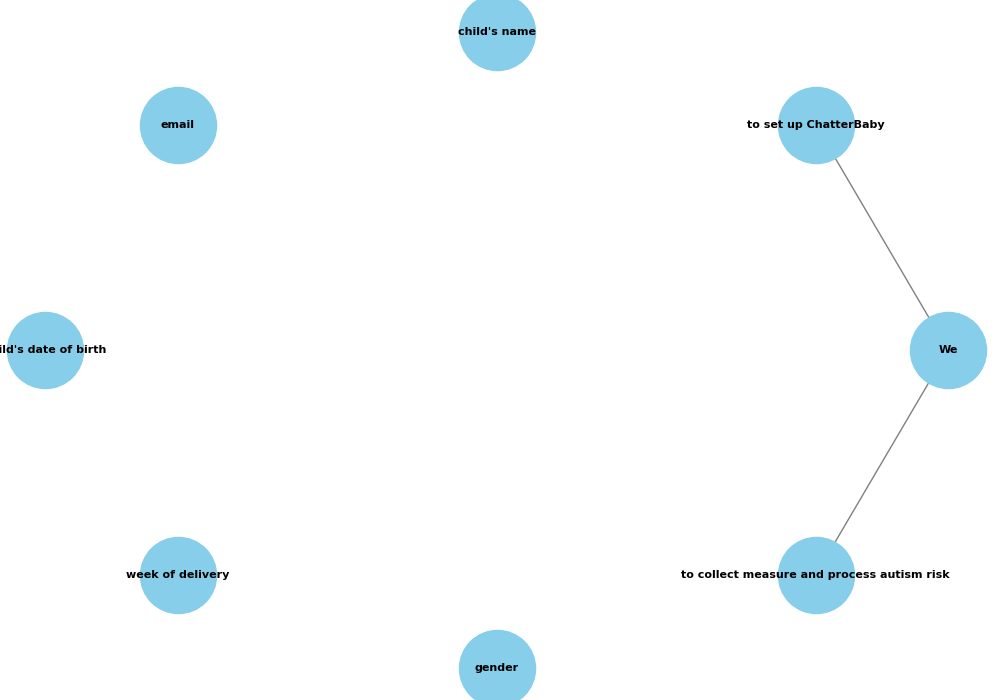 child's name
email
to set up ChatterBaby
ild's date of birth
We
week of delivery
to collect measure and process autism risk
gender